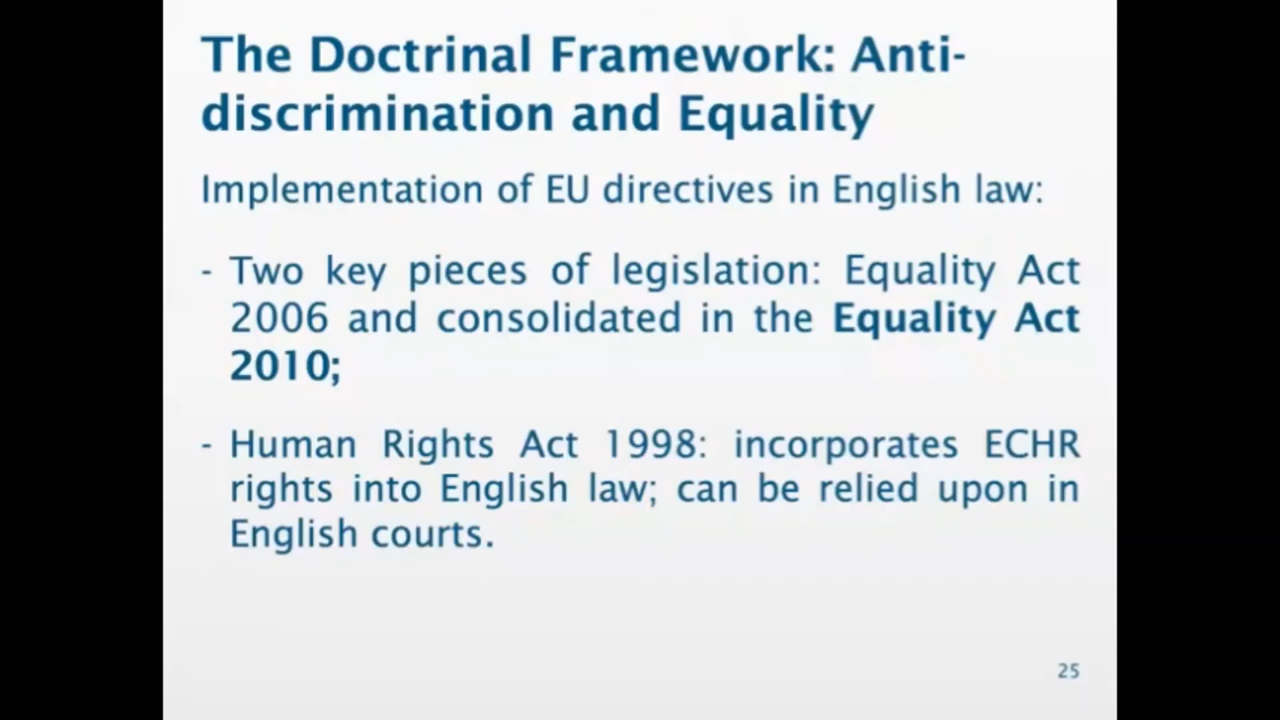 The Doctrinal Framework: Anti-
discrimination and Equality
Implementation of EU directives in English law:
- Two key pieces of legislation: Equality Act
2006 and consolidated in the Equality Act
2010;
- Human Rights Act 1998: incorporates ECHR
rights into English law; can be relied upon in
English courts.
25